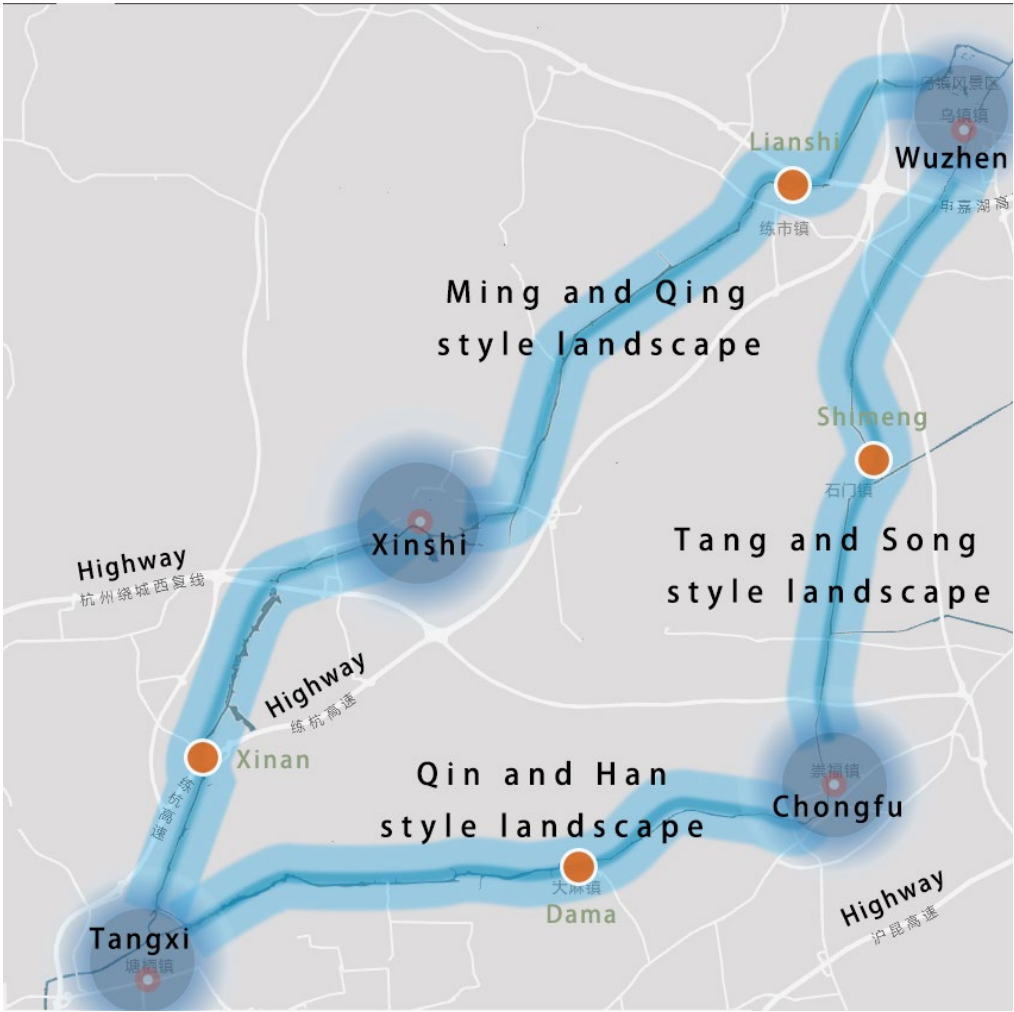 乌镇风景区
乌镇镇
Lianshi
Wuzhen
申嘉湖高
练市镇
Ming and Qing
style landscape
Shimeng
石门镇
Tang and Song
style landscape
Xinshi
Highway
杭州绕城西复线
Highway
练杭高速
Xinan
练杭高速
Qin and Han
style landscape
崇福镇
Chongfu
大麻镇
Dama
Highway
沪昆高速
Tangxi
塘栖镇